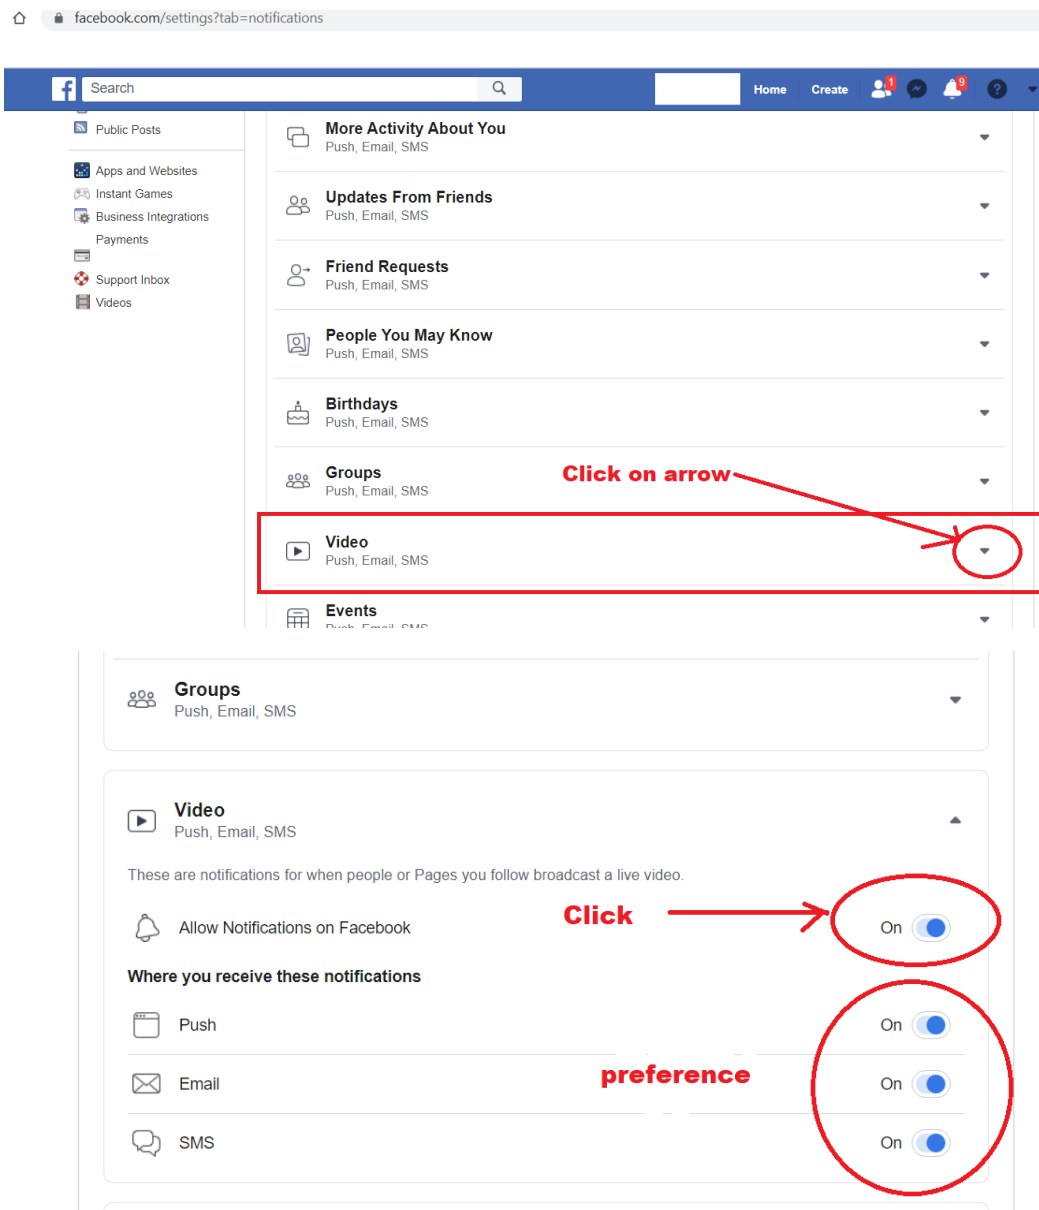 facebook.com/settings?tab=notifications
f Search Home Create 1 9 ?
Public Posts
Apps and Websites
Instant Games
Business Integrations
Payments
Support Inbox
Videos
More Activity About You
Push, Email, SMS
Updates From Friends
Push, Email, SMS
Friend Requests
Push, Email, SMS
People You May Know
Push, Email, SMS
Birthdays
Push, Email, SMS
Groups
Push, Email, SMS
Click on arrow
Video
Push, Email, SMS
Events
Push, Email, SMS
Groups
Push, Email, SMS
Video
Push, Email, SMS
These are notifications for when people or Pages you follow broadcast a live video.
Allow Notifications on Facebook
Click
On
Where you receive these notifications
Push On
preference
Email On
SMS On